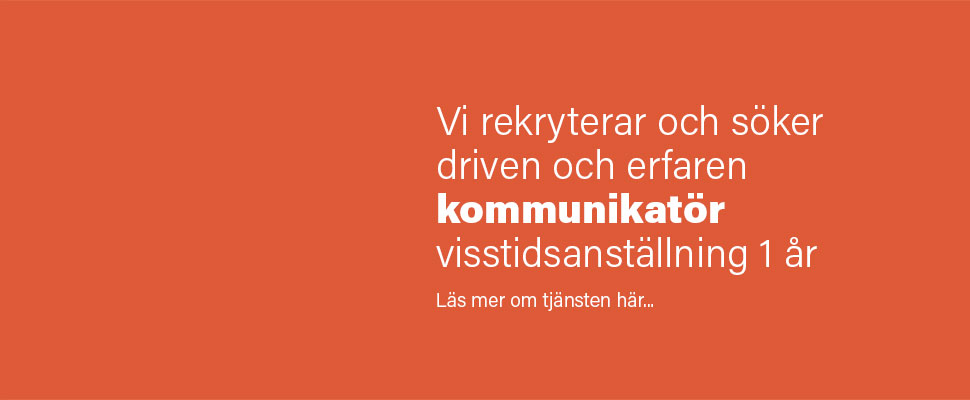 Vi rekryterar och söker
driven och erfaren
kommunikatör
visstidsanställning 1 år
Läs mer om tjänsten här...